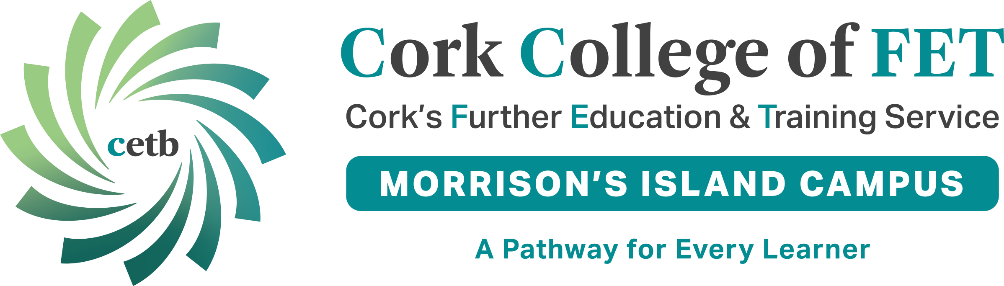 cetb
Cork College of FET
Cork's Further Education & Training Service
MORRISON'S ISLAND CAMPUS
A Pathway for Every Learner